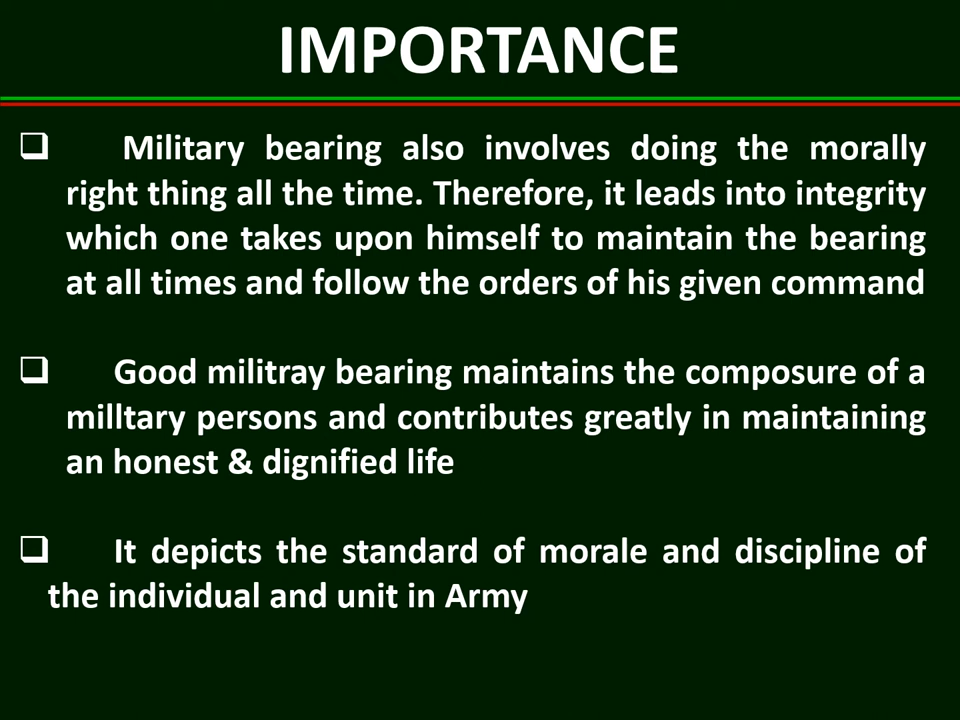 IMPORTANCE
❑ Military bearing also involves doing the morally
right thing all the time. Therefore, it leads into integrity
which one takes upon himself to maintain the bearing
at all times and follow the orders of his given command
❑ Good militray bearing maintains the composure of a
milltary persons and contributes greatly in maintaining
an honest & dignified life
❑ It depicts the standard of morale and discipline of
the individual and unit in Army